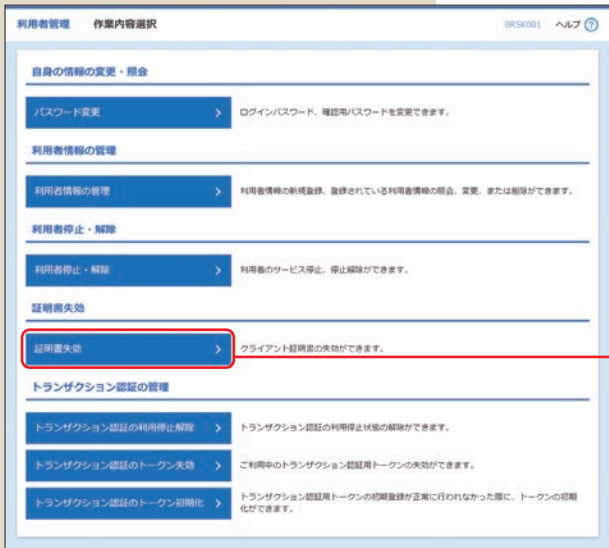 利用者管理 作業内容選択 BRSK001 ヘルプ ?
自身の情報の変更・照会
パスワード変更 ログインパスワード、確認用パスワードを変更できます。
利用者情報の管理
利用者情報の管理 利用者情報の新規登録、登録されている利用者情報の照会、変更、または削除ができます。
利用者停止・解除
利用者停止・解除 利用者のサービス停止、停止解除ができます。
証明書失効
証明書失効 クライアント証明書の失効ができます。
トランザクション認証の管理
トランザクション認証の利用停止解除 トランザクション認証の利用停止状態の解除ができます。
トランザクション認証のトークン失効 ご利用中のトランザクション認証用トークンの失効ができます。
トランザクション認証のトークン初期化 トランザクション認証用トークンの初期登録が正常に行われなかった際に、トークンの初期
化ができます。